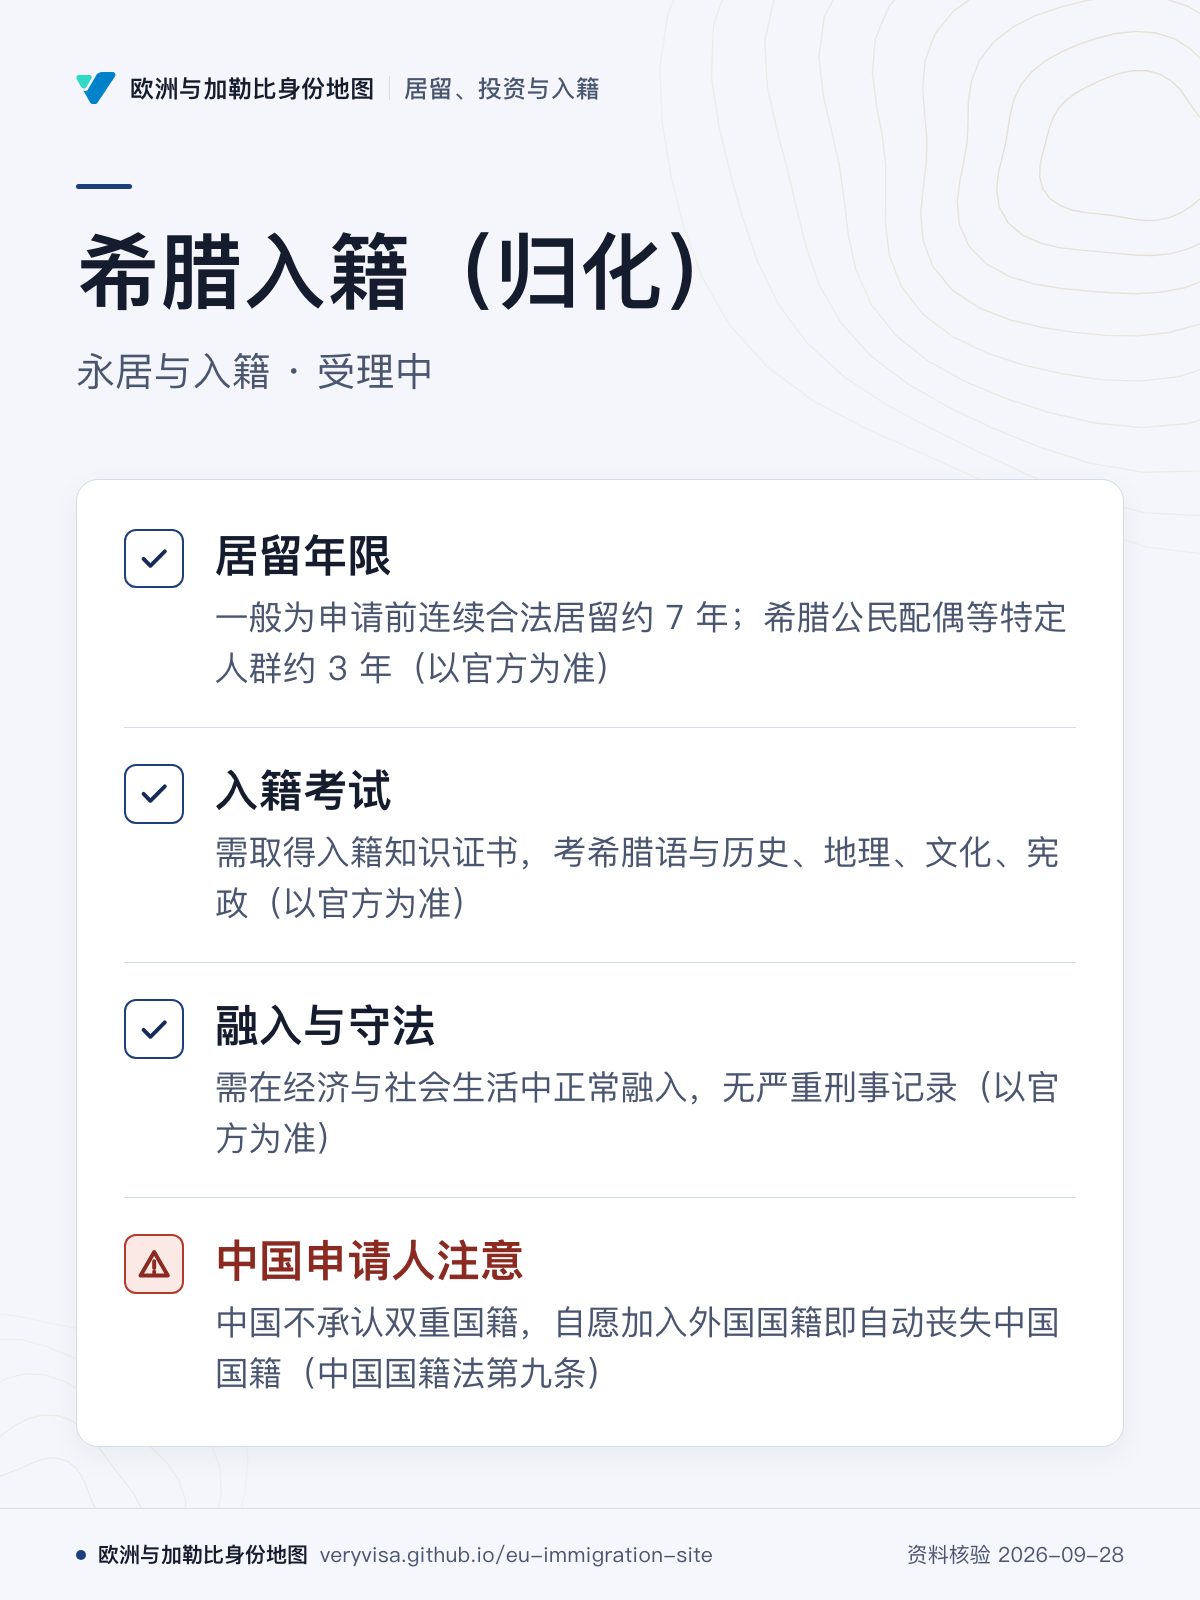 欧洲与加勒比身份地图 居留、投资与入籍
希腊入籍（归化）
永居与入籍 · 受理中
居留年限
一般为申请前连续合法居留约 7 年；希腊公民配偶等特定
人群约 3 年（以官方为准）
入籍考试
需取得入籍知识证书，考希腊语与历史、地理、文化、宪
政（以官方为准）
融入与守法
需在经济与社会生活中正常融入，无严重刑事记录（以官
方为准）
中国申请人注意
中国不承认双重国籍，自愿加入外国国籍即自动丧失中国
国籍（中国国籍法第九条）
欧洲与加勒比身份地图 veryvisa.github.io/eu-immigration-site 资料核验 2026-09-28